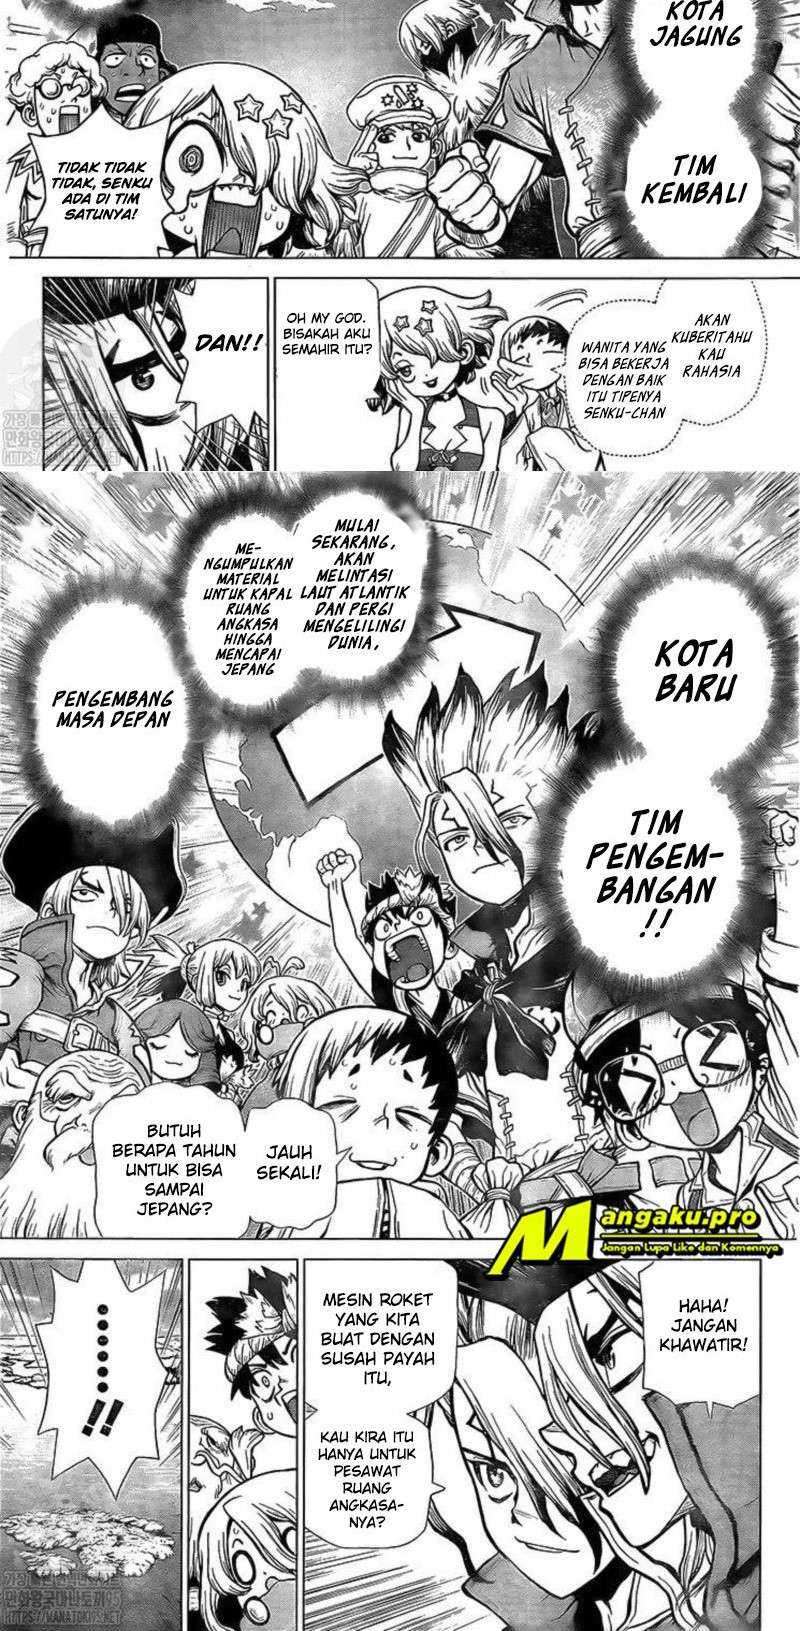 KOTA
JAGUNG
TIM
KEMBALI
TIDAK TIDAK
TIDAK, SENKU
ADA DI TIM
SATUNYA!
AKAN
KUBERITAHU
KAU
RAHASIA
WANITA YANG
BISA BEKERJA
DENGAN BAIK
ITU TIPENYA
SENKU-CHAN
OH MY GOD.
BISAKAH AKU
SEMAHIR ITU?
DAN!!
KOTA
BARU
TIM
PENGEM-
BANGAN
!!
MULAI
SEKARANG,
AKAN
MELINTASI
LAUT ATLANTIK
DAN PERGI
MENGELILINGI
DUNIA,
ME-
NGUMPULKAN
MATERIAL
UNTUK KAPAL
RUANG
ANGKASA
HINGGA
MENCAPAI
JEPANG
PENGEMBANG
MASA DEPAN
JAUH
SEKALI!
BUTUH
BERAPA TAHUN
UNTUK BISA
SAMPAI
JEPANG?
Mangaku.pro
Jangan Lupa Like dan Komennya
HAHA!
JANGAN
KHAWATIR!
MESIN ROKET
YANG KITA
BUAT DENGAN
SUSAH PAYAH
ITU,
KAU KIRA ITU
HANYA UNTUK
PESAWAT
RUANG
ANGKASA-
NYA?
......!!
HTTPS://MANATOKI95.NET